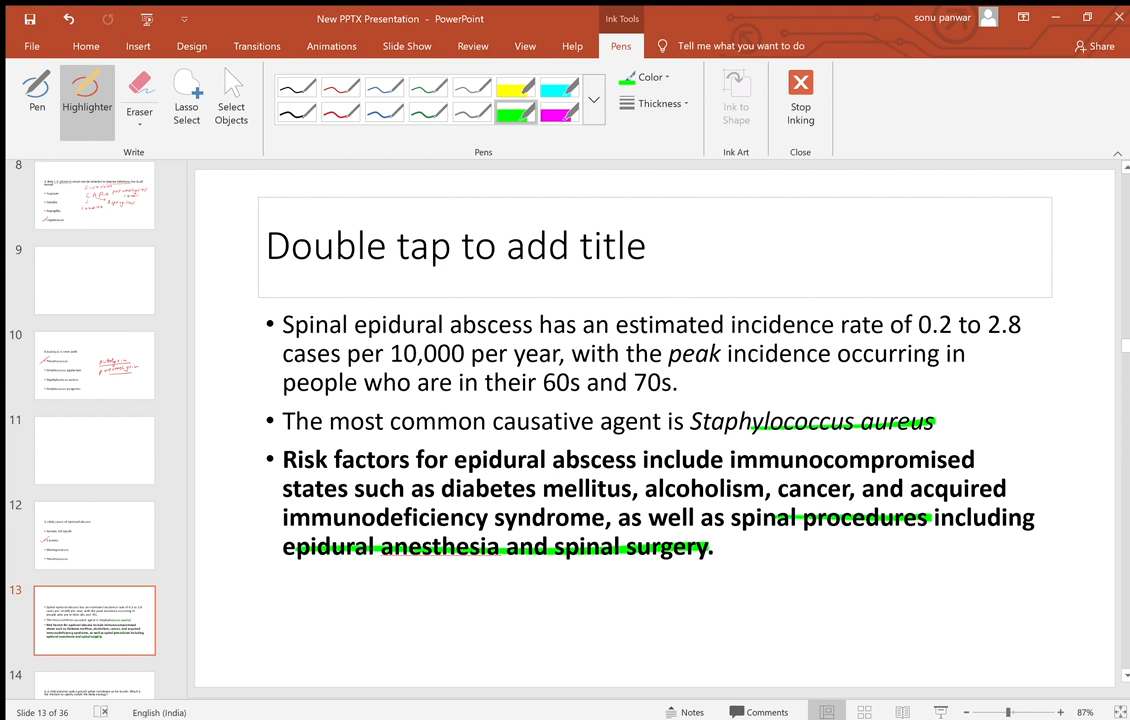 New PPTX Presentation - PowerPoint
Ink Tools
sonu panwar
File Home Insert Design Transitions Animations Slide Show Review View Help Pens Tell me what you want to do Share
Pen
Highlighter
Eraser
Lasso Select
Select Objects
Color
Thickness
Ink to Shape
Stop Inking
Write
Pens
Ink Art
Close
8
9
10
11
12
13
14
Double tap to add title
• Spinal epidural abscess has an estimated incidence rate of 0.2 to 2.8
cases per 10,000 per year, with the peak incidence occurring in
people who are in their 60s and 70s.
• The most common causative agent is Staphylococcus aureus
• Risk factors for epidural abscess include immunocompromised
states such as diabetes mellitus, alcoholism, cancer, and acquired
immunodeficiency syndrome, as well as spinal procedures including
epidural anesthesia and spinal surgery.
Slide 13 of 36 English (India) Notes Comments 87%